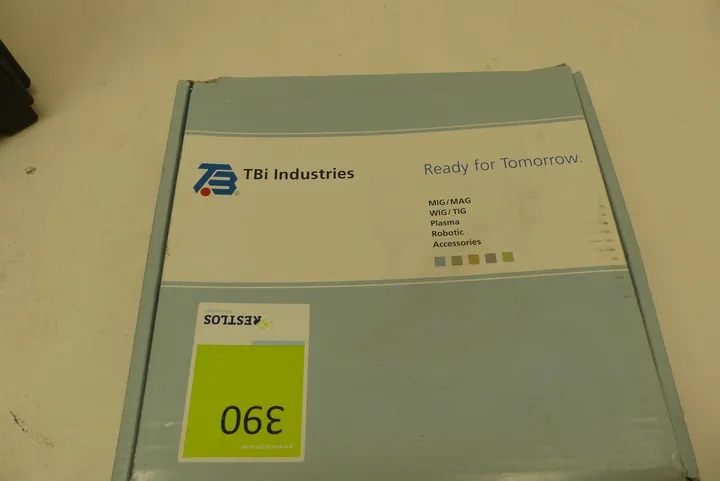 TBi Industries
Ready for Tomorrow.
MIG/MAG
WIG/TIG
Plasma
Robotic
Accessories
RESTLOS
390